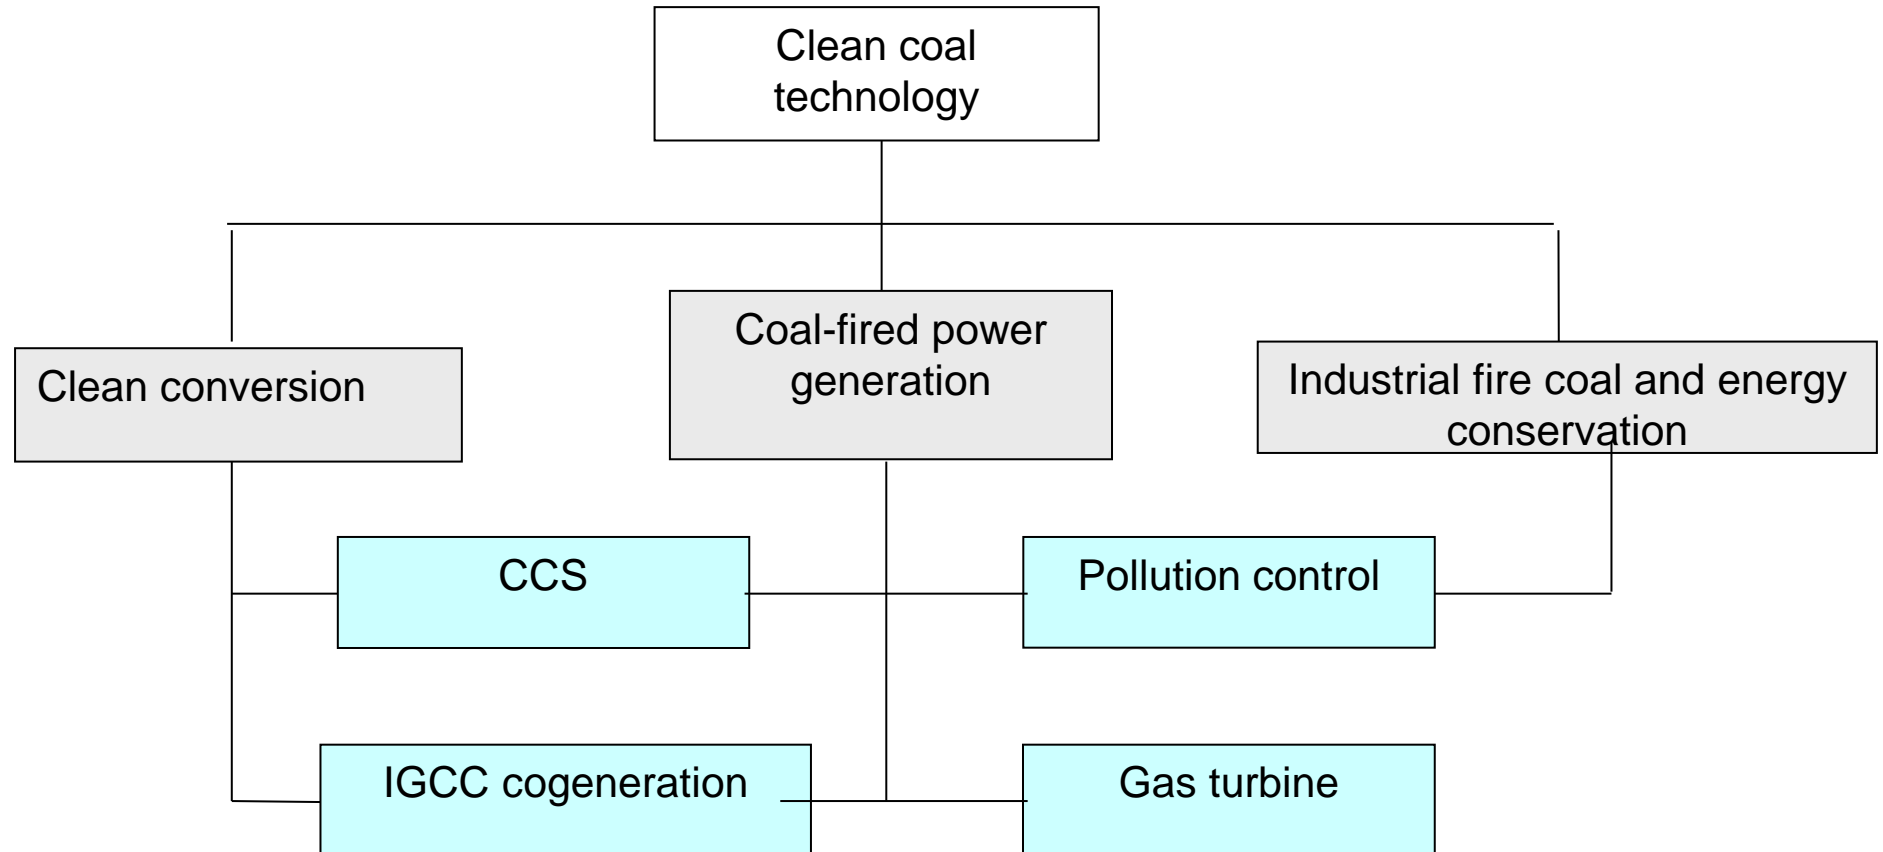 Clean coal
technology
Clean conversion
Coal-fired power
generation
Industrial fire coal and energy
conservation
CCS
Pollution control
IGCC cogeneration
Gas turbine